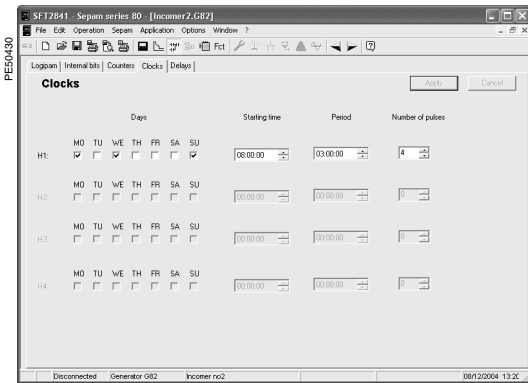 PE50430
SFT2841 - Sepam series 80 - [Incomer2.G82]
File Edit Operation Sepam Application Options Window ?
Fct
Logipam Internal bits Counters Clocks Delays
Clocks
Apply Cancel
Days Starting time Period Number of pulses
MO TU WE TH FR SA SU
H1: 08:00:00 03:00:00 4
MO TU WE TH FR SA SU
H2: 00:00:00 00:00:00 0
MO TU WE TH FR SA SU
H3: 00:00:00 00:00:00 0
MO TU WE TH FR SA SU
H4: 00:00:00 00:00:00 0
Disconnected Generator G82 Incomer no2 08/12/2004 13:20